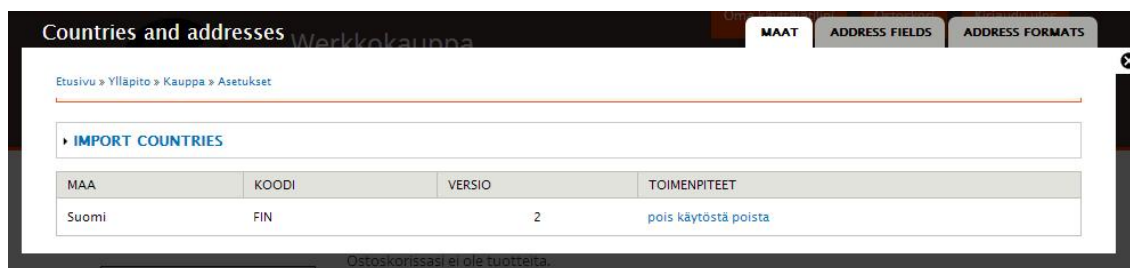 Countries and addresses
Werkkokauppa
MAAT
ADDRESS FIELDS
ADDRESS FORMATS
Etusivu » Ylläpito » Kauppa » Asetukset
IMPORT COUNTRIES
MAA KOODI VERSIO TOIMENPITEET
Suomi FIN 2 pois käytöstä poista
Ostoskorissasi ei ole tuotteita.